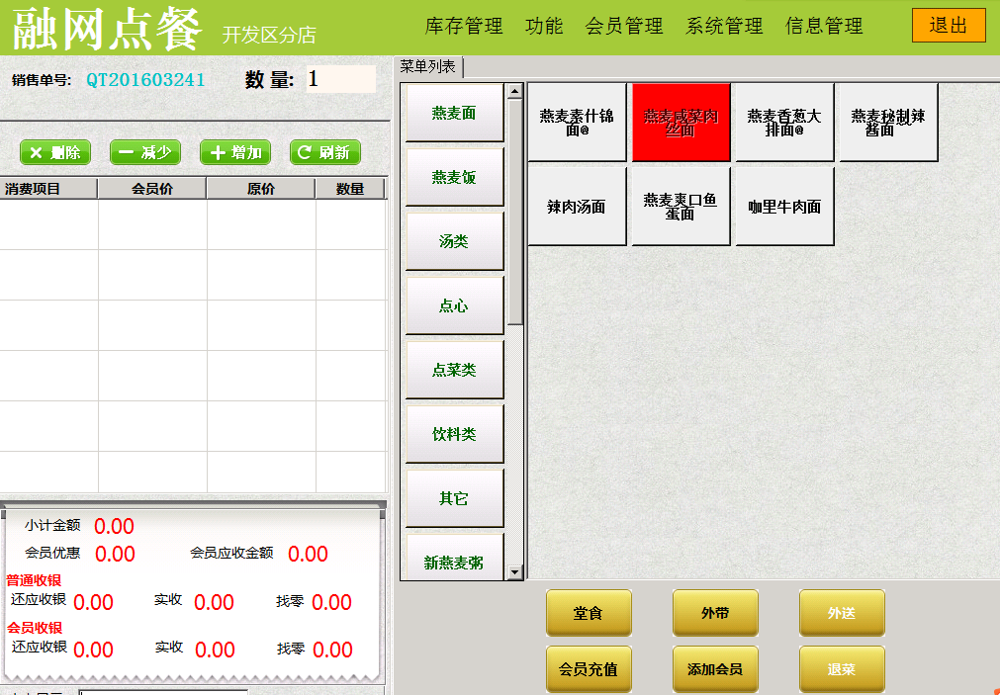 融网点餐 开发区分店 库存管理 功能 会员管理 系统管理 信息管理 退出
销售单号: QT201603241 数 量: 1
菜单列表
删除 减少 增加 刷新
消费项目 会员价 原价 数量
燕麦面
燕麦饭
汤类
点心
点菜类
饮料类
其它
新燕麦粥
燕麦素什锦
面@
燕麦咸菜肉
丝面
燕麦香葱大
排面@
燕麦秘制辣
酱面
辣肉汤面
燕麦爽口鱼
蛋面
咖里牛肉面
小计金额 0.00
会员优惠 0.00 会员应收金额 0.00
普通收银
还应收银 0.00 实收 0.00 找零 0.00
会员收银
还应收银 0.00 实收 0.00 找零 0.00
堂食 外带 外送
会员充值 添加会员 退菜